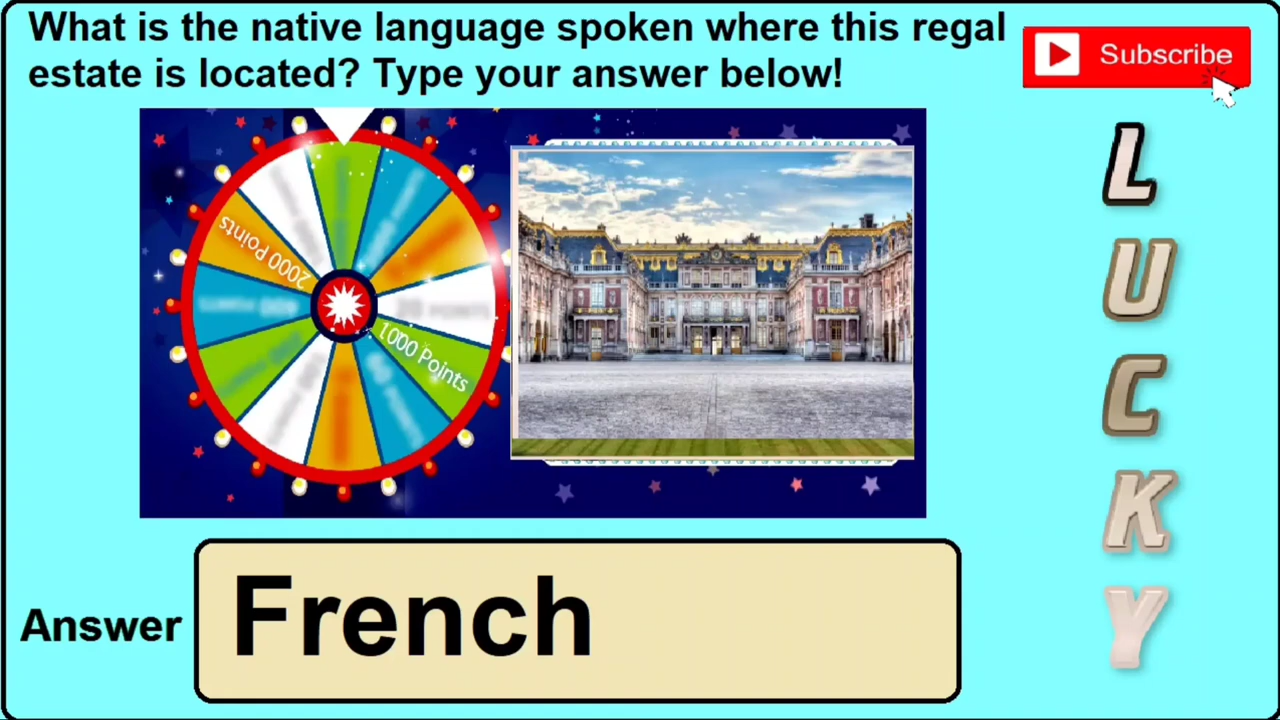 What is the native language spoken where this regal
estate is located? Type your answer below!
Subscribe
2000 Points
1000 Points
L
U
C
K
Y
Answer
French